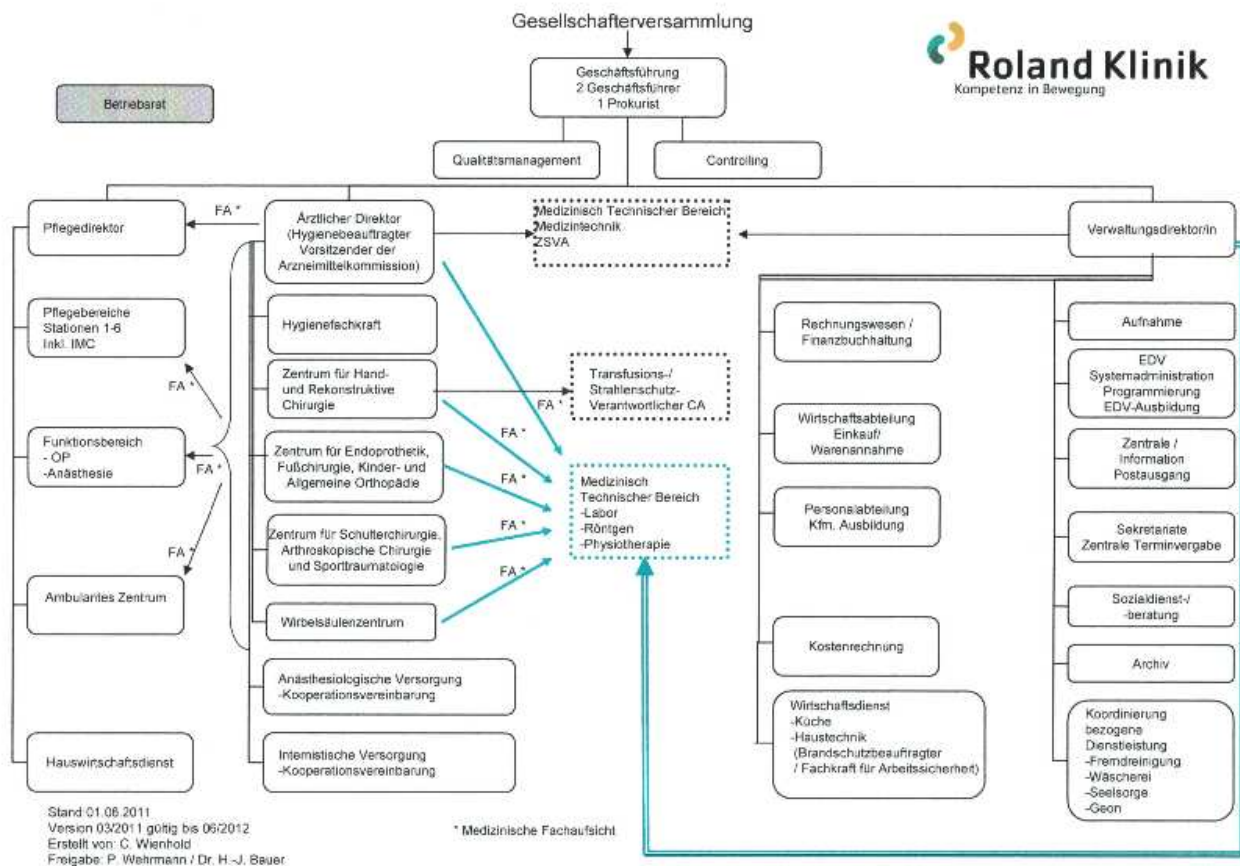 Gesellschafterversammlung
Roland Klinik
Kompetenz in Bewegung
Geschäftsführung
2 Geschäftsführer
1 Prokurist
Betriebsrat
Qualitätsmanagement
Controlling
Pflegedirektor
FA *
Ärztlicher Direktor
(Hygienebeauftragter
Vorsitzender der
Arzneimittelkommission)
Medizinisch Technischer Bereich
Medizintechnik
ZSVA
Verwaltungsdirektor/in
Pflegebereiche
Stationen 1-6
Inkl. IMC
FA *
Funktionsbereich
- OP
-Anästhesie
FA *
FA *
Ambulantes Zentrum
Hauswirtschaftsdienst
Hygienefachkraft
Zentrum für Hand-
und Rekonstruktive
Chirurgie
Zentrum für Endoprothetik,
Fußchirurgie, Kinder- und
Allgemeine Orthopädie
Zentrum für Schulterchirurgie,
Arthroskopische Chirurgie
und Sporttraumatologie
Wirbelsäulenzentrum
Anästhesiologische Versorgung
-Kooperationsvereinbarung
Internistische Versorgung
-Kooperationsvereinbarung
FA *
Transfusions-/
Strahlenschutz-
Verantwortlicher CA
FA *
FA *
FA *
FA *
Medizinisch
Technischer Bereich
-Labor
-Röntgen
-Physiotherapie
Rechnungswesen /
Finanzbuchhaltung
Wirtschaftsabteilung
Einkauf/
Warenannahme
Personalabteilung
Kfm. Ausbildung
Kostenrechnung
Wirtschaftsdienst
-Küche
-Haustechnik
(Brandschutzbeauftragter
/ Fachkraft für Arbeitssicherheit)
Aufnahme
EDV
Systemadministration
Programmierung
EDV-Ausbildung
Zentrale /
Information
Postausgang
Sekretariate
Zentrale Terminvergabe
Sozialdienst-/
-beratung
Archiv
Koordinierung
bezogene
Dienstleistung
-Fremdreinigung
-Wäscherei
-Seelsorge
-Geon
Stand 01.06.2011
Version 03/2011 gültig bis 06/2012
Erstellt von: C. Wienhold
Freigabe: P. Wehrmann / Dr. H.-J. Bauer
* Medizinische Fachaufsicht